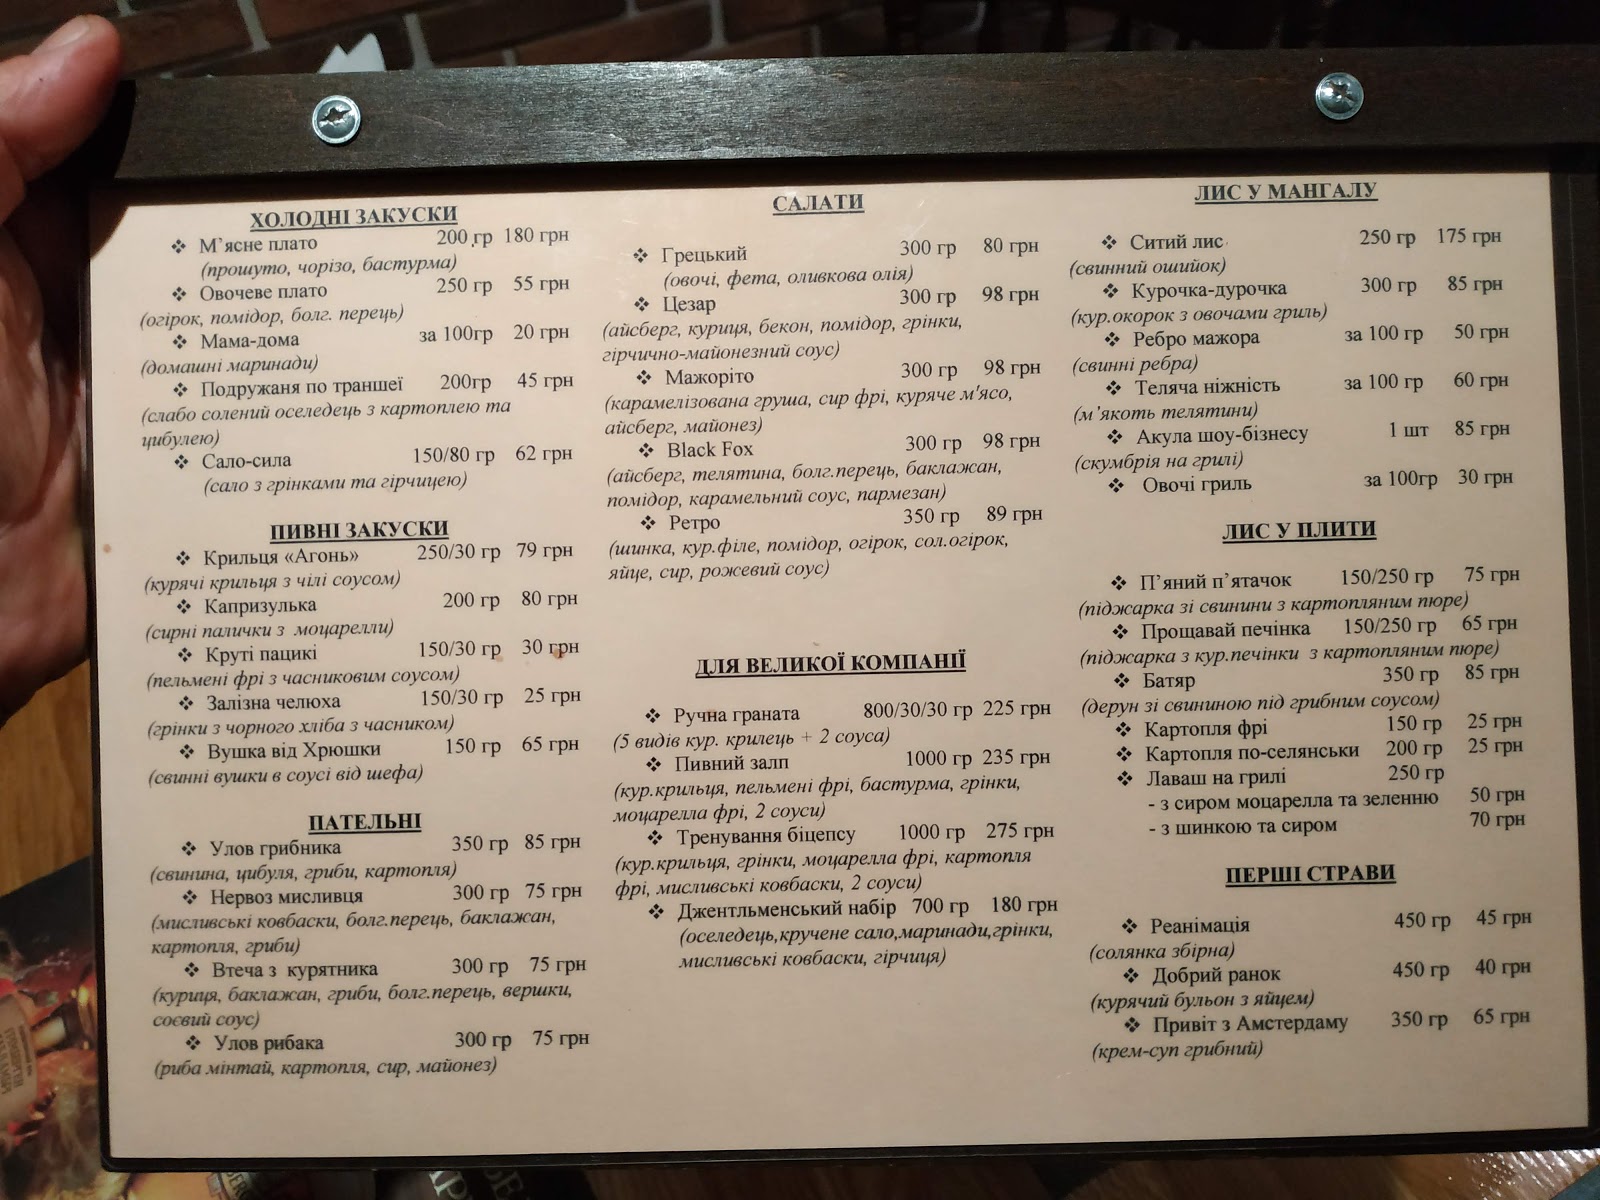 ХОЛОДНІ ЗАКУСКИ
❖ М'ясне плато 200 гр 180 грн
(прошуто, чорізо, бастурма)
❖ Овочеве плато 250 гр 55 грн
(огірок, помідор, болг. перець)
❖ Мама-дома за 100гр 20 грн
(домашні маринади)
❖ Подружаня по траншеї 200гр 45 грн
(слабо солений оселедець з картоплею та
цибулею)
❖ Сало-сила 150/80 гр 62 грн
(сало з грінками та гірчицею)
ПИВНІ ЗАКУСКИ
❖ Крильця «Агонь» 250/30 гр 79 грн
(курячі крильця з чілі соусом)
❖ Капризулька 200 гр 80 грн
(сирні палички з моцарелли)
❖ Круті пацикі 150/30 гр 30 грн
(пельмені фрі з часниковим соусом)
❖ Залізна челюха 150/30 гр 25 грн
(грінки з чорного хліба з часником)
❖ Вушка від Хрюшки 150 гр 65 грн
(свинні вушки в соусі від шефа)
ПАТЕЛЬНІ
❖ Улов грибника 350 гр 85 грн
(свинина, цибуля, гриби, картопля)
❖ Нервоз мисливця 300 гр 75 грн
(мисливські ковбаски, болг.перець, баклажан,
картопля, гриби)
❖ Втеча з курятника 300 гр 75 грн
(куриця, баклажан, гриби, болг.перець, вершки,
соєвий соус)
❖ Улов рибака 300 гр 75 грн
(риба мінтай, картопля, сир, майонез)
САЛАТИ
❖ Грецький 300 гр 80 грн
(овочі, фета, оливкова олія)
❖ Цезар 300 гр 98 грн
(айсберг, куриця, бекон, помідор, грінки,
гірчично-майонезний соус)
❖ Мажоріто 300 гр 98 грн
(карамелізована груша, сир фрі, куряче м'ясо,
айсберг, майонез)
❖ Black Fox 300 гр 98 грн
(айсберг, телятина, болг.перець, баклажан,
помідор, карамельний соус, пармезан)
❖ Ретро 350 гр 89 грн
(шинка, кур.філе, помідор, огірок, сол.огірок,
яйце, сир, рожевий соус)
ДЛЯ ВЕЛИКОЇ КОМПАНІЇ
❖ Ручна граната 800/30/30 гр 225 грн
(5 видів кур. крилець + 2 соуса)
❖ Пивний залп 1000 гр 235 грн
(кур.крильця, пельмені фрі, бастурма, грінки,
моцарелла фрі, 2 соуси)
❖ Тренування біцепсу 1000 гр 275 грн
(кур.крильця, грінки, моцарелла фрі, картопля
фрі, мисливські ковбаски, 2 соуси)
❖ Джентльменський набір 700 гр 180 грн
(оселедець,кручене сало,маринади,грінки,
мисливські ковбаски, гірчиця)
ЛИС У МАНГАЛУ
❖ Ситий лис 250 гр 175 грн
(свинний ошийок)
❖ Курочка-дурочка 300 гр 85 грн
(кур.окорок з овочами гриль)
❖ Ребро мажора за 100 гр 50 грн
(свинні ребра)
❖ Теляча ніжність за 100 гр 60 грн
(м'якоть телятини)
❖ Акула шоу-бізнесу 1 шт 85 грн
(скумбрія на грилі)
❖ Овочі гриль за 100гр 30 грн
ЛИС У ПЛИТИ
❖ П'яний п'ятачок 150/250 гр 75 грн
(піджарка зі свинини з картопляним пюре)
❖ Прощавай печінка 150/250 гр 65 грн
(піджарка з кур.печінки з картопляним пюре)
❖ Батяр 350 гр 85 грн
(дерун зі свининою під грибним соусом)
❖ Картопля фрі 150 гр 25 грн
❖ Картопля по-селянськи 200 гр 25 грн
❖ Лаваш на грилі 250 гр
- з сиром моцарелла та зеленню 50 грн
- з шинкою та сиром 70 грн
ПЕРШІ СТРАВИ
❖ Реанімація 450 гр 45 грн
(солянка збірна)
❖ Добрий ранок 450 гр 40 грн
(курячий бульон з яйцем)
❖ Привіт з Амстердаму 350 гр 65 грн
(крем-суп грибний)